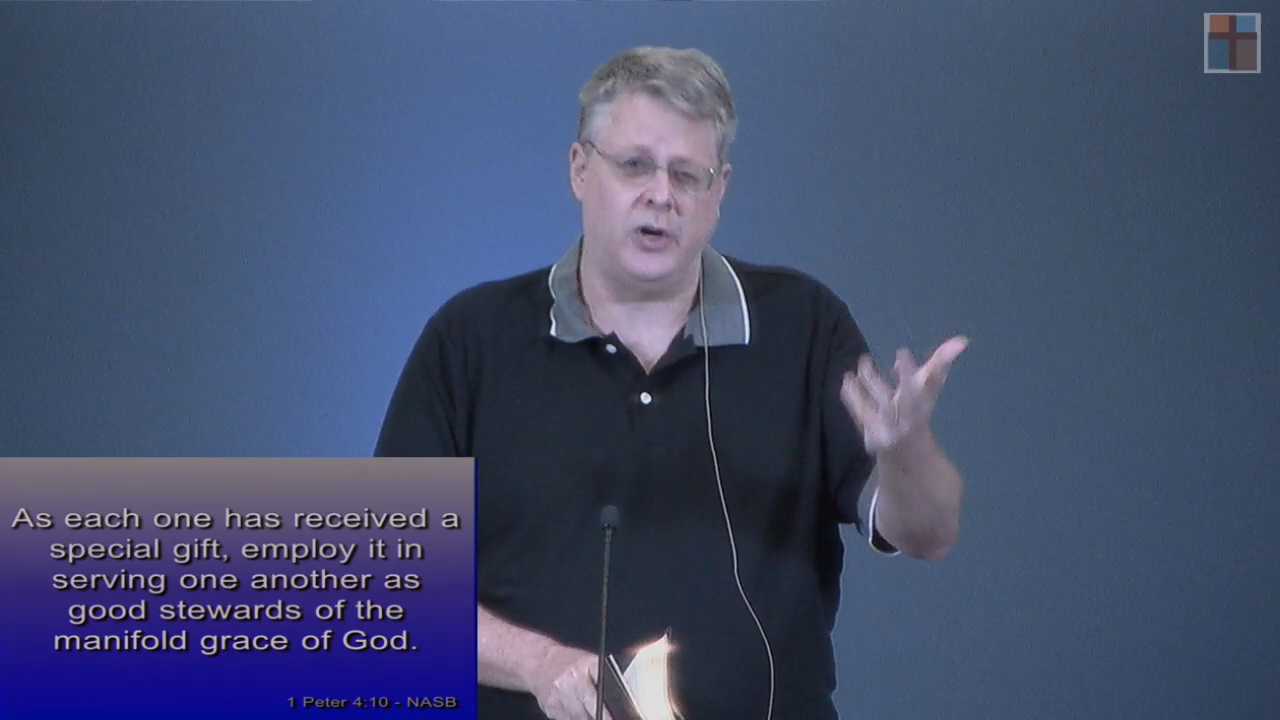 As each one has received a
special gift, employ it in
serving one another as
good stewards of the
manifold grace of God.
1 Peter 4:10 - NASB